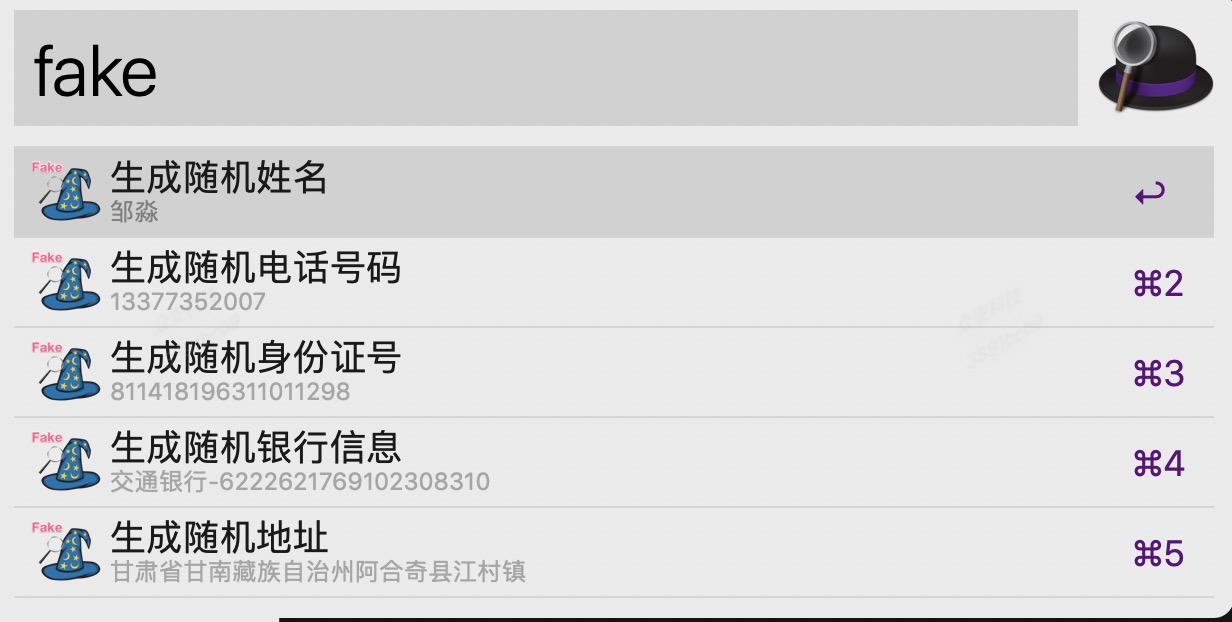 fake
Fake
生成随机姓名
邹淼
Fake
生成随机电话号码
⌘2
13377352007
Fake
生成随机身份证号
⌘3
811418196311011298
Fake
生成随机银行信息
⌘4
交通银行-6222621769102308310
Fake
生成随机地址
⌘5
甘肃省甘南藏族自治州阿合奇县江村镇